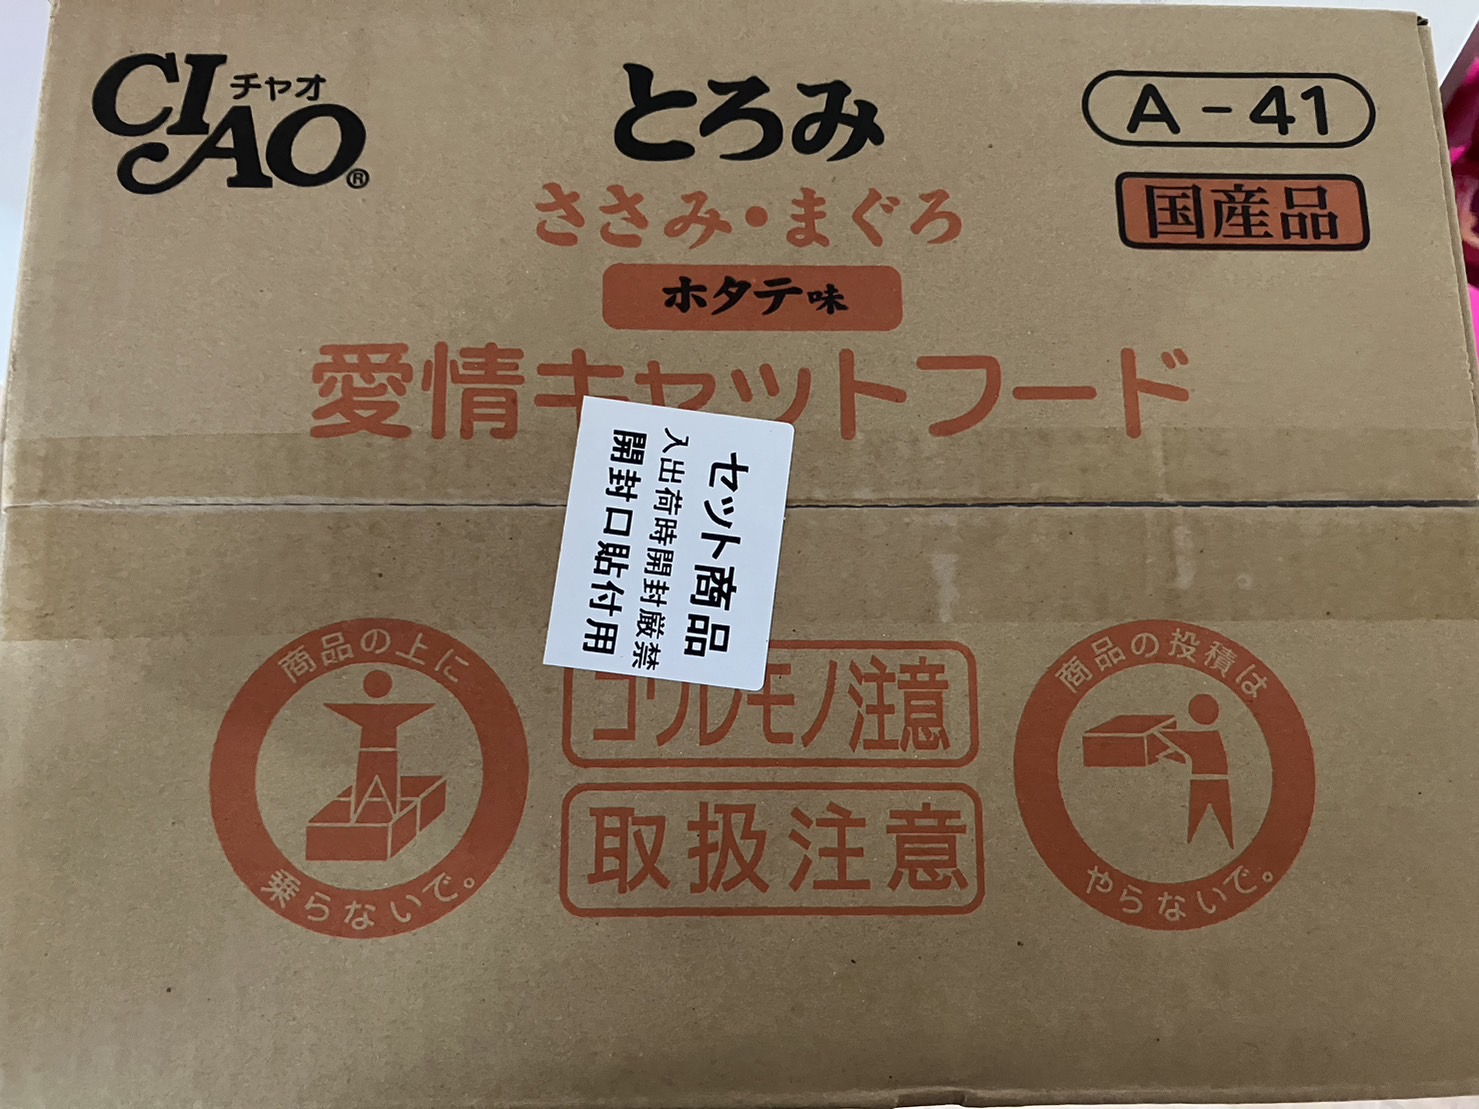 CIAO
チャオ
®
とろみ
ささみ・まぐろ
ホタテ味
A-41
国産品
愛情キャットフード
セット商品
入出荷時開封厳禁
開封口貼付用
商品の上に
乗らないで。
コワレモノ注意
取扱注意
商品の投積は
やらないで。